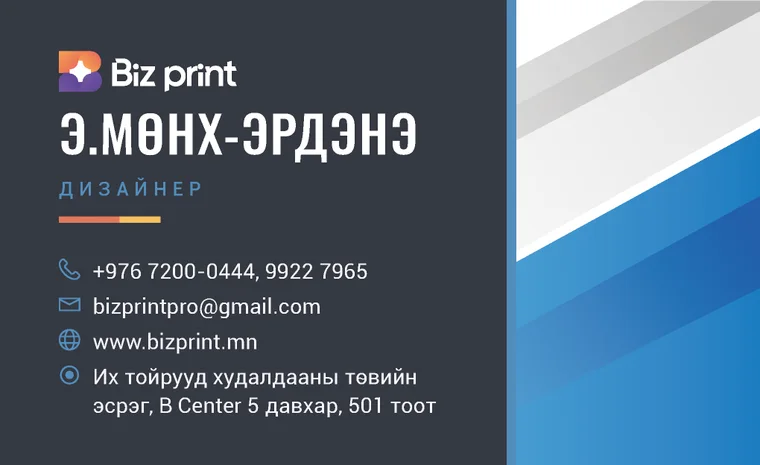 Biz print
Э.МӨНХ-ЭРДЭНЭ
ДИЗАЙНЕР
+976 7200-0444, 9922 7965
bizprintpro@gmail.com
www.bizprint.mn
Их тойрууд худалдааны төвийн
эсрэг, B Center 5 давхар, 501 тоот